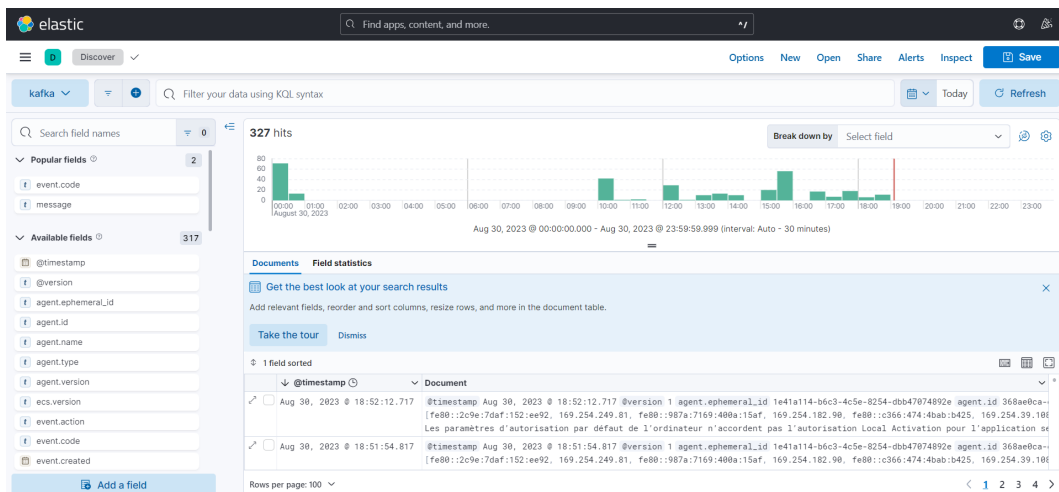 elastic
Find apps, content, and more.
^/
D Discover
Options New Open Share Alerts Inspect Save
kafka
Filter your data using KQL syntax
Today Refresh
Search field names 0
Popular fields 2
event.code
message
Available fields 317
@timestamp
@version
agent.ephemeral_id
agent.id
agent.name
agent.type
agent.version
ecs.version
event.action
event.code
event.created
Add a field
327 hits
Break down by Select field
80
60
40
20
0
00:00 01:00 02:00 03:00 04:00 05:00 06:00 07:00 08:00 09:00 10:00 11:00 12:00 13:00 14:00 15:00 16:00 17:00 18:00 19:00 20:00 21:00 22:00 23:00
August 30, 2023
Aug 30, 2023 @ 00:00:00.000 - Aug 30, 2023 @ 23:59:59.999 (interval: Auto - 30 minutes)
Documents Field statistics
Get the best look at your search results
Add relevant fields, reorder and sort columns, resize rows, and more in the document table.
Take the tour Dismiss
1 field sorted
@timestamp Document
Aug 30, 2023 @ 18:52:12.717 @timestamp Aug 30, 2023 @ 18:52:12.717 @version 1 agent.ephemeral_id 1e41a114-b6c3-4c5e-8254-dbb47074892e agent.id 368ae0ca-
[fe80::2c9e:7daf:152:ee92, 169.254.249.81, fe80::987a:7169:400a:15af, 169.254.182.90, fe80::c366:474:4bab:b425, 169.254.39.108
Les paramètres d'autorisation par défaut de l'ordinateur n'accordent pas l'autorisation Local Activation pour l'application se
Aug 30, 2023 @ 18:51:54.817 @timestamp Aug 30, 2023 @ 18:51:54.817 @version 1 agent.ephemeral_id 1e41a114-b6c3-4c5e-8254-dbb47074892e agent.id 368ae0ca-
[fe80::2c9e:7daf:152:ee92, 169.254.249.81, fe80::987a:7169:400a:15af, 169.254.182.90, fe80::c366:474:4bab:b425, 169.254.39.108
Rows per page: 100 1 2 3 4